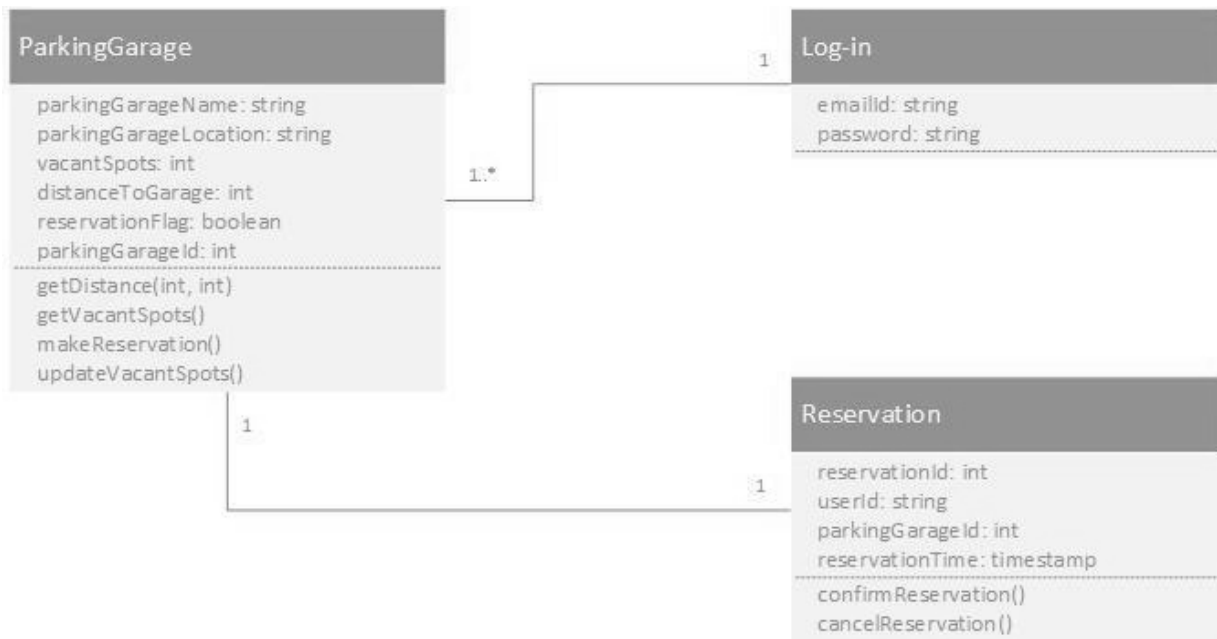 ParkingGarage
parkingGarageName: string
parkingGarageLocation: string
vacantSpots: int
distanceToGarage: int
reservationFlag: boolean
parkingGarageId: int
getDistance(int, int)
getVacantSpots()
makeReservation()
updateVacantSpots()
1
1..*
Log-in
emailId: string
password: string
1
1
Reservation
reservationId: int
userId: string
parkingGarageId: int
reservationTime: timestamp
confirmReservation()
cancelReservation()